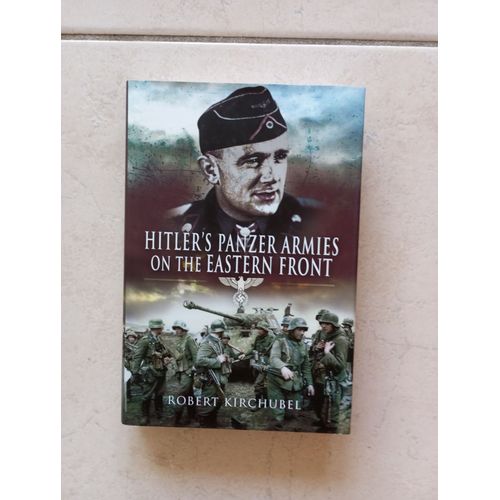 HITLER'S PANZER ARMIES
ON THE EASTERN FRONT
ROBERT KIRCHUBEL